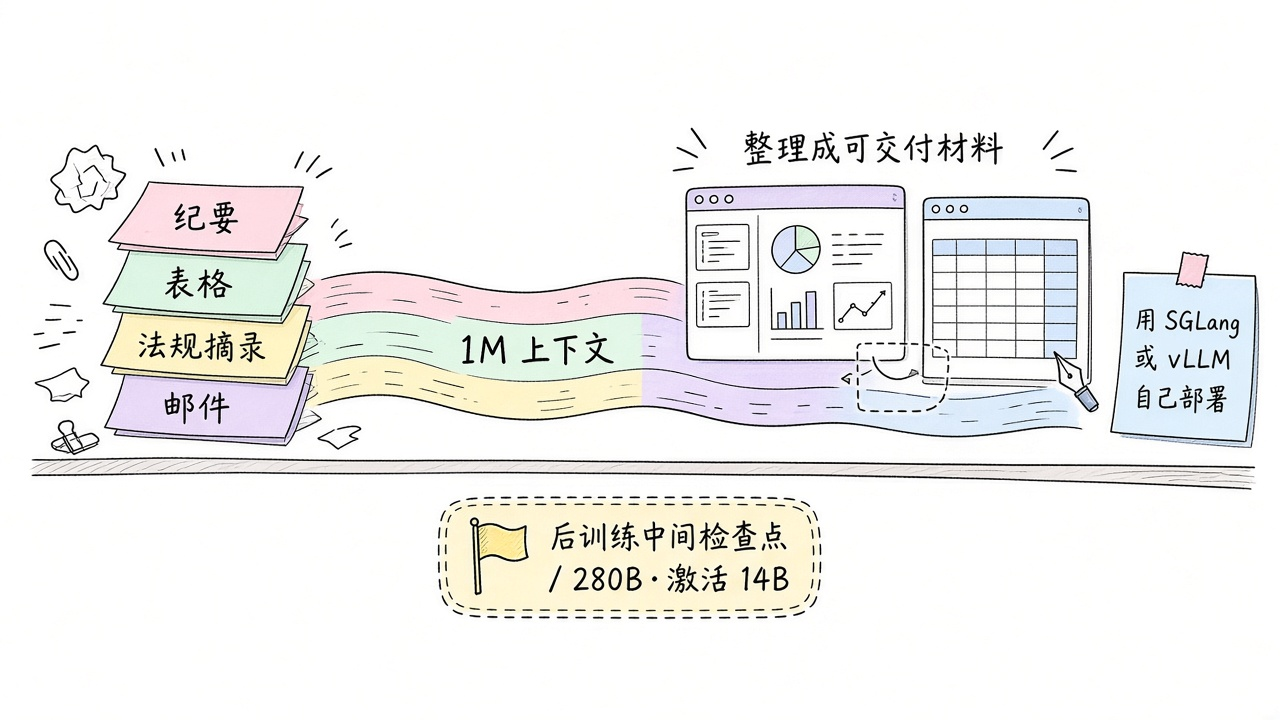 整理成可交付材料
纪要
表格
法规摘录
邮件
1M 上下文
用 SGLang
或 vLLM
自己部署
后训练中间检查点
/ 280B·激活 14B